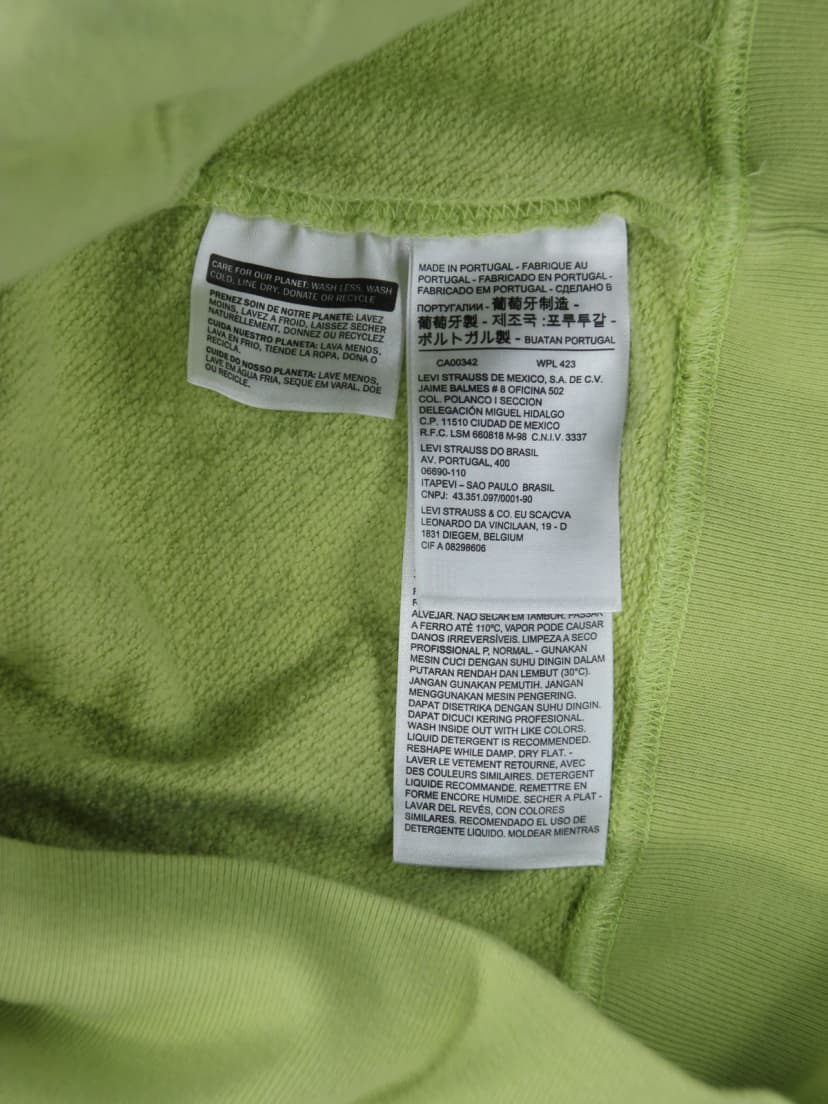 CARE FOR OUR PLANET: WASH LESS, WASH
COLD, LINE DRY, DONATE OR RECYCLE
PRENEZ SOIN DE NOTRE PLANETE: LAVEZ
MOINS, LAVEZ A FROID, LAISSEZ SECHER
NATURELLEMENT, DONNEZ OU RECYCLEZ
CUIDA NUESTRO PLANETA: LAVA MENOS,
LAVA EN FRIO, TIENDE LA ROPA, DONA O
RECICLA.
CUIDE DO NOSSO PLANETA: LAVE MENOS,
LAVE EM ÁGUA FRIA, SEQUE EM VARAL, DOE
OU RECICLE.
MADE IN PORTUGAL - FABRIQUE AU
PORTUGAL - FABRICADO EN PORTUGAL -
FABRICADO EM PORTUGAL - СДЕЛАНО В
ПОРТУГАЛИИ - 葡萄牙制造 -
葡萄牙製 - 제조국 :포루투갈 -
ポルトガル製 - BUATAN PORTUGAL
CA00342 WPL 423
LEVI STRAUSS DE MEXICO, S.A. DE C.V.
JAIME BALMES # 8 OFICINA 502
COL. POLANCO I SECCION
DELEGACIÓN MIGUEL HIDALGO
C.P. 11510 CIUDAD DE MEXICO
R.F.C. LSM 660818 M-98 C.N.I.V. 3337
LEVI STRAUSS DO BRASIL
AV. PORTUGAL, 400
06690-110
ITAPEVI – SAO PAULO BRASIL
CNPJ: 43.351.097/0001-90
LEVI STRAUSS & CO. EU SCA/CVA
LEONARDO DA VINCILAAN, 19 - D
1831 DIEGEM, BELGIUM
CIF A 08298606
ALVEJAR. NÃO SECAR EM TAMBOR. PASSAR
A FERRO ATÉ 110ºC, VAPOR PODE CAUSAR
DANOS IRREVERSÍVEIS. LIMPEZA A SECO
PROFISSIONAL P, NORMAL. - GUNAKAN
MESIN CUCI DENGAN SUHU DINGIN DALAM
PUTARAN RENDAH DAN LEMBUT (30°C).
JANGAN GUNAKAN PEMUTIH. JANGAN
MENGGUNAKAN MESIN PENGERING.
DAPAT DISETRIKA DENGAN SUHU DINGIN.
DAPAT DICUCI KERING PROFESIONAL.
WASH INSIDE OUT WITH LIKE COLORS.
LIQUID DETERGENT IS RECOMMENDED.
RESHAPE WHILE DAMP. DRY FLAT. -
LAVER LE VETEMENT RETOURNE, AVEC
DES COULEURS SIMILAIRES. DETERGENT
LIQUIDE RECOMMANDE. REMETTRE EN
FORME ENCORE HUMIDE. SECHER A PLAT -
LAVAR DEL REVÉS, CON COLORES
SIMILARES. RECOMENDADO EL USO DE
DETERGENTE LIQUIDO. MOLDEAR MIENTRAS